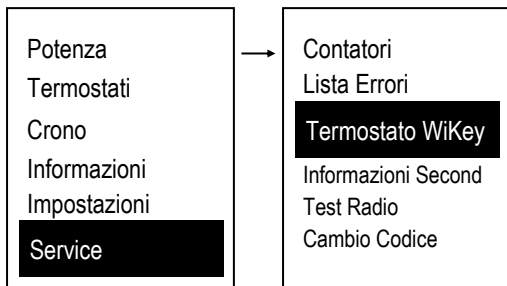 Potenza
Termostati
Crono
Informazioni
Impostazioni
Service
Contatori
Lista Errori
Termostato WiKey
Informazioni Second
Test Radio
Cambio Codice